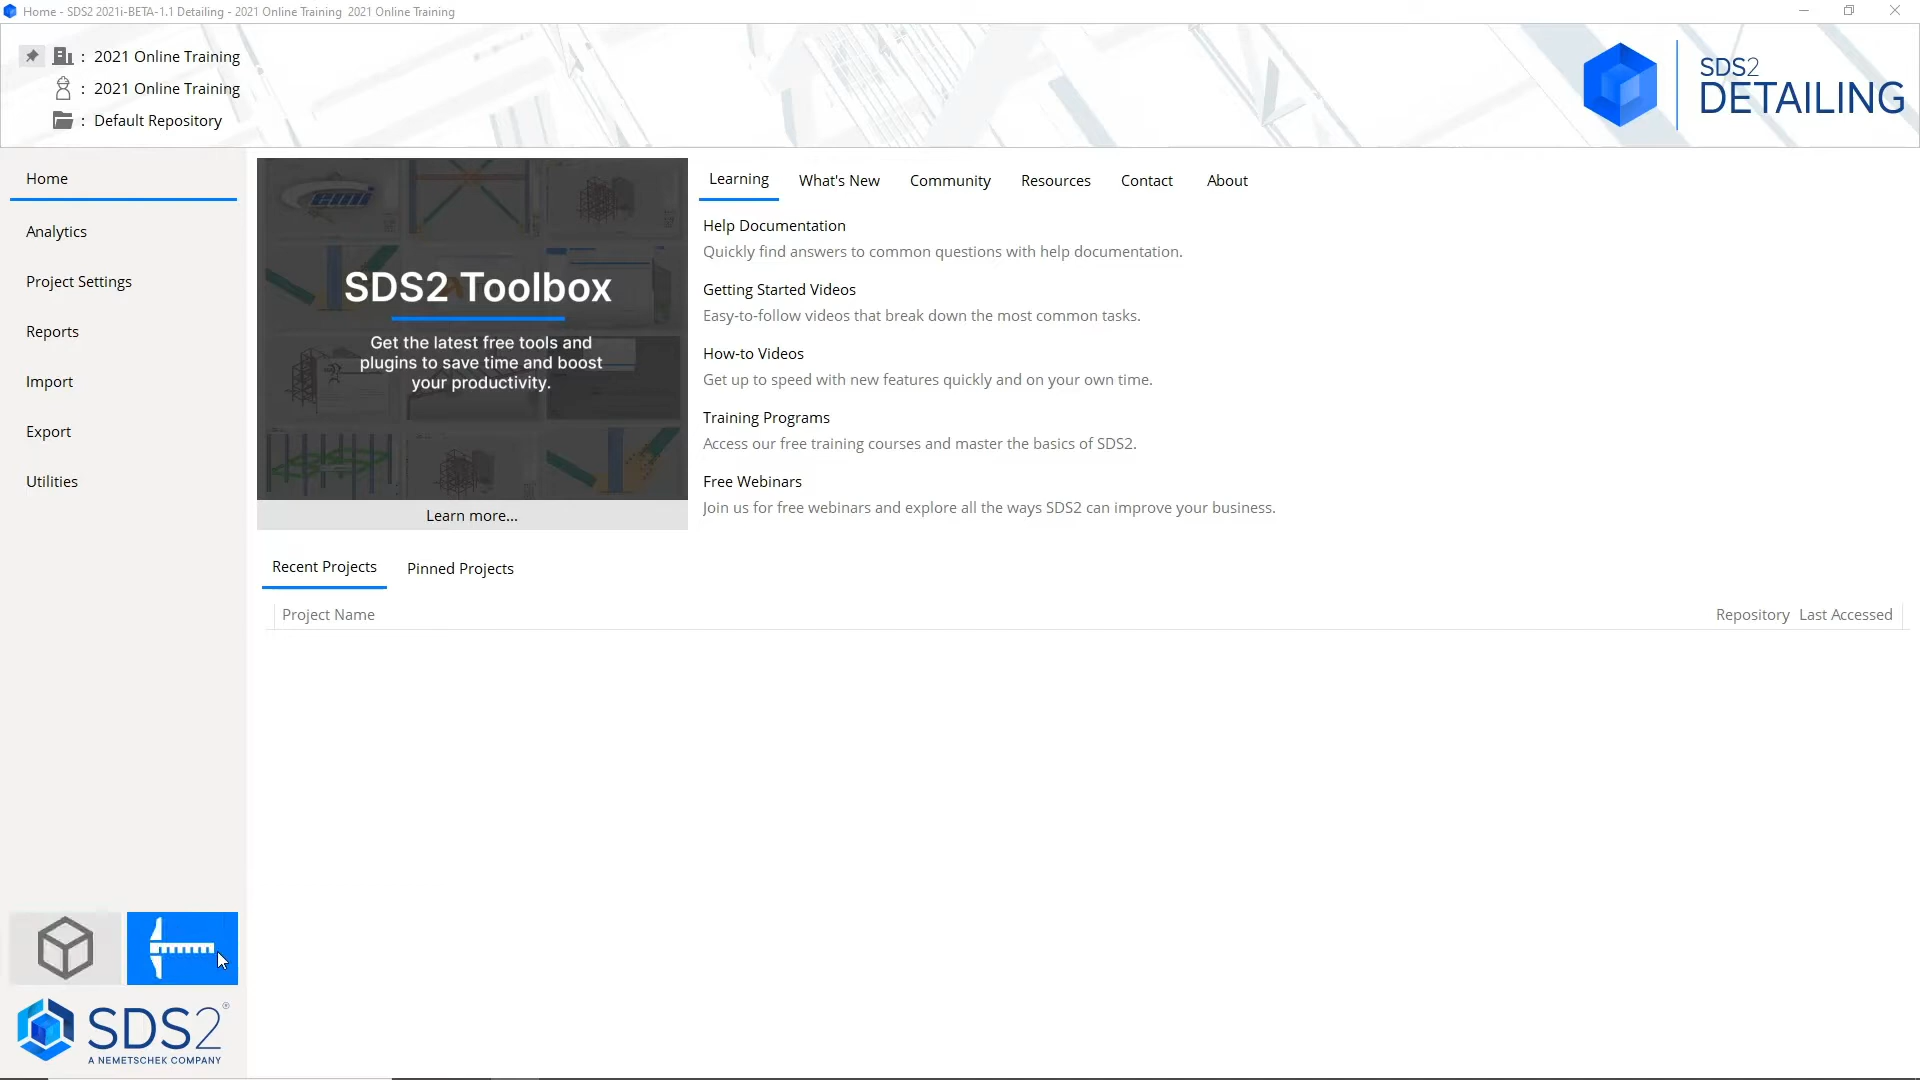 Home - SDS2 2021i-BETA-1.1 Detailing - 2021 Online Training 2021 Online Training
: 2021 Online Training
: 2021 Online Training
: Default Repository
SDS2
DETAILING
Home
Analytics
Project Settings
Reports
Import
Export
Utilities
SDS2 Toolbox
Get the latest free tools and
plugins to save time and boost
your productivity.
Learn more...
Learning What's New Community Resources Contact About
Help Documentation
Quickly find answers to common questions with help documentation.
Getting Started Videos
Easy-to-follow videos that break down the most common tasks.
How-to Videos
Get up to speed with new features quickly and on your own time.
Training Programs
Access our free training courses and master the basics of SDS2.
Free Webinars
Join us for free webinars and explore all the ways SDS2 can improve your business.
Recent Projects Pinned Projects
Project Name Repository Last Accessed
SDS2®
A NEMETSCHEK COMPANY